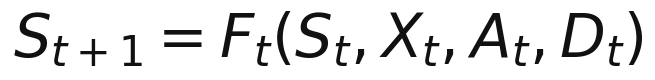 $S_{t+1} = F_t(S_t, X_t, A_t, D_t)$